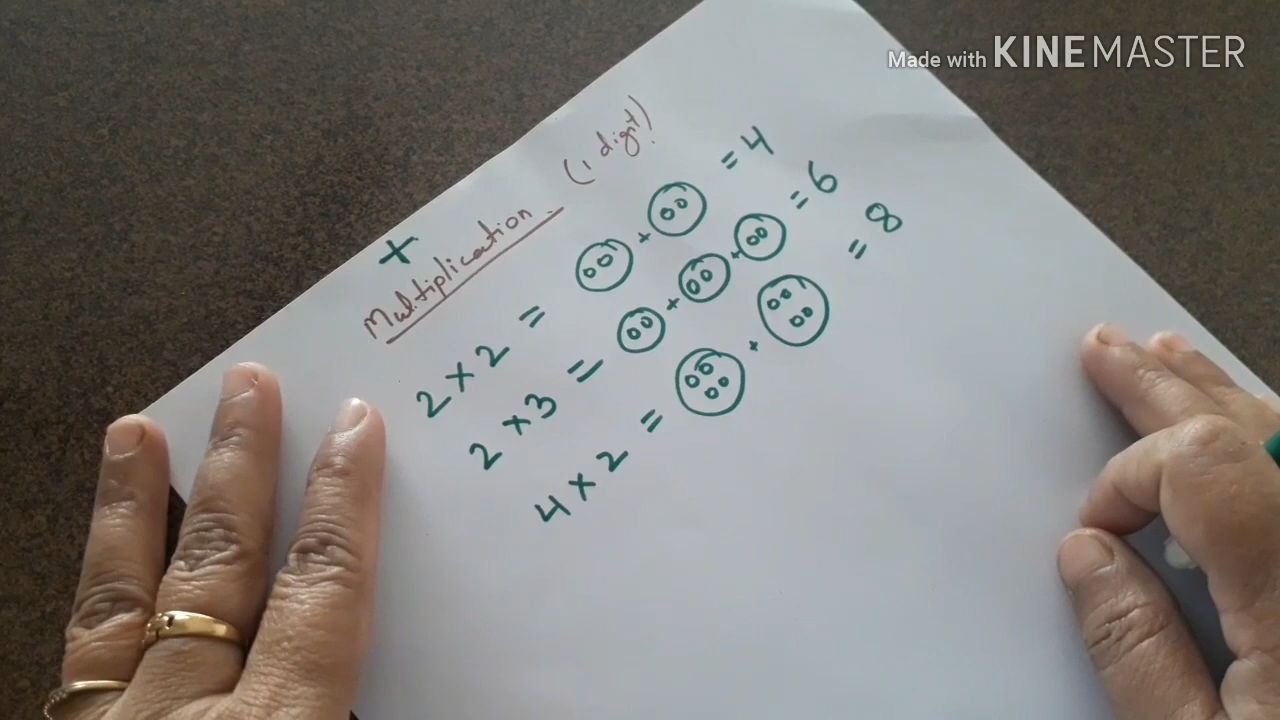 Made with KINEMASTER
×
Multiplication (1 digit)
2 × 2 = + = 4
2 × 3 = + + = 6
4 × 2 = + = 8